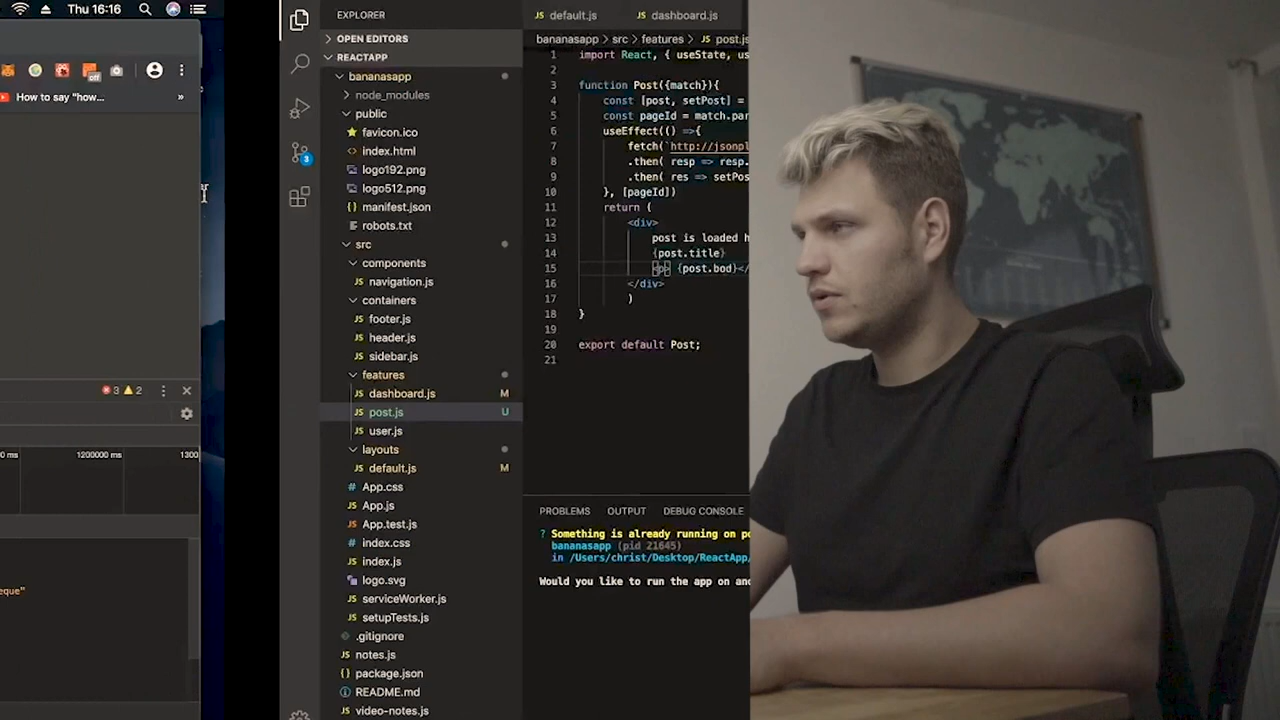 Thu 16:16
off
How to say "how...
»
3
2
0 ms
1200000 ms
1300
eque"
3
EXPLORER
OPEN EDITORS
REACTAPP
bananasapp
node_modules
public
favicon.ico
index.html
logo192.png
logo512.png
manifest.json
robots.txt
src
components
navigation.js
containers
footer.js
header.js
sidebar.js
features
dashboard.js M
post.js U
user.js
layouts
default.js M
App.css
App.js
App.test.js
index.css
index.js
logo.svg
serviceWorker.js
setupTests.js
.gitignore
notes.js
package.json
README.md
video-notes.js
JS default.js JS dashboard.js
bananasapp > src > features > JS post.js
1 import React, { useState, us
2
3 function Post({match}){
4 const [post, setPost] =
5 const pageId = match.par
6 useEffect(() =>{
7 fetch(`http://jsonpl
8 .then( resp => resp.
9 .then( res => setPos
10 }, [pageId])
11 return (
12 <div>
13 post is loaded h
14 {post.title}
15 <p> {post.bod}</
16 </div>
17 )
18 }
19
20 export default Post;
21
PROBLEMS OUTPUT DEBUG CONSOLE
? Something is already running on po
bananasapp (pid 21645)
in /Users/christ/Desktop/ReactApp/
Would you like to run the app on ano